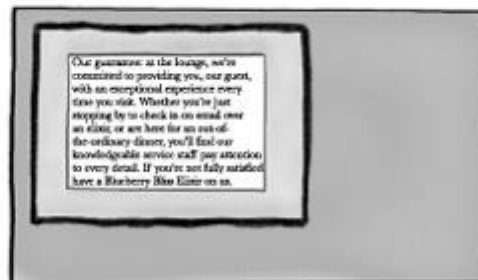 Our guarantee: at the lounge, we're
committed to providing you, our guest,
with an exceptional experience every
time you visit. Whether you're just
stopping by to check in on email over
an elixir, or are here for an out-of-
the-ordinary dinner, you'll find our
knowledgeable service staff pay attention
to every detail. If you're not fully satisfied
have a Blueberry Bliss Elixir on us.